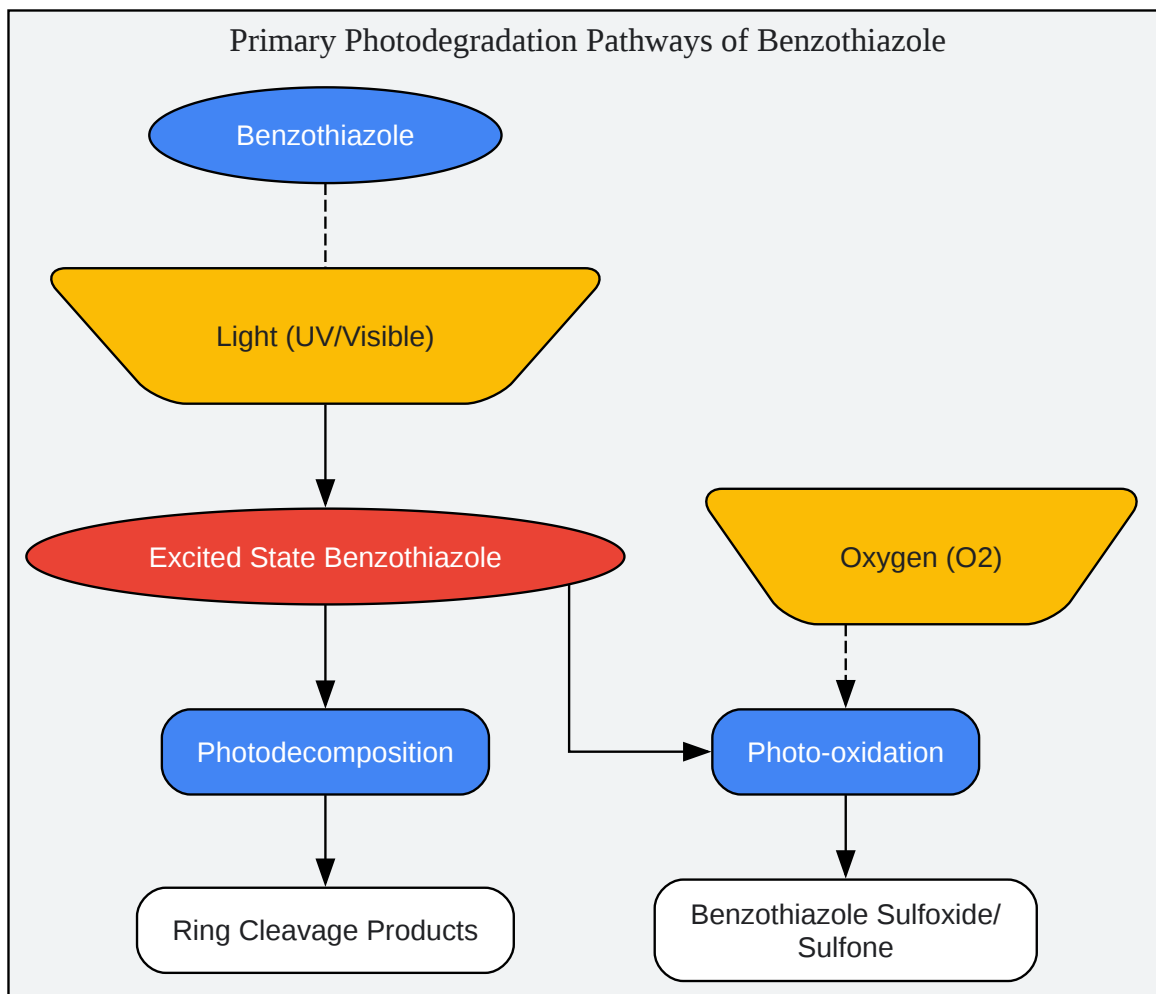 Primary Photodegradation Pathways of Benzothiazole
Benzothiazole
Light (UV/Visible)
Excited State Benzothiazole
Oxygen (O2)
Photodecomposition
Photo-oxidation
Ring Cleavage Products
Benzothiazole Sulfoxide/
Sulfone